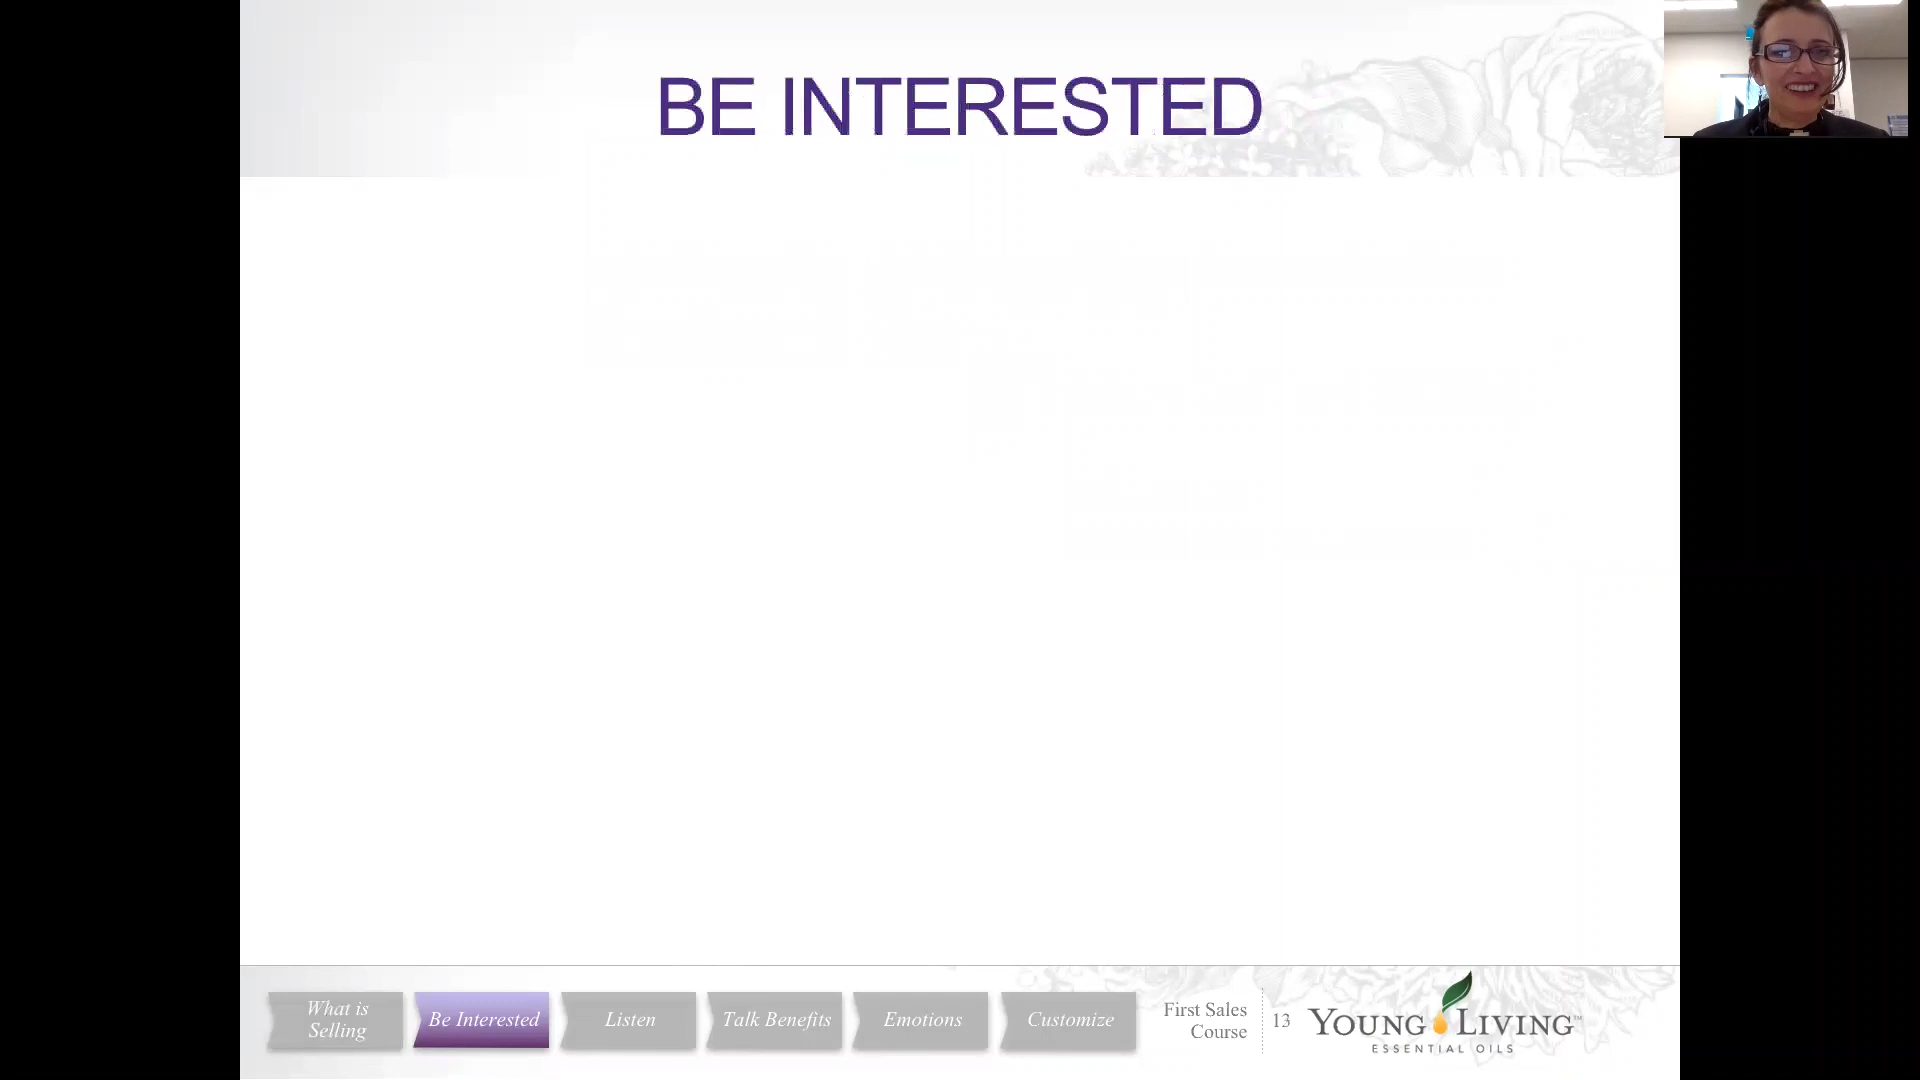 BE INTERESTED
What is
Selling
Be Interested
Listen
Talk Benefits
Emotions
Customize
First Sales
Course
13
YOUNG LIVING™
ESSENTIAL OILS